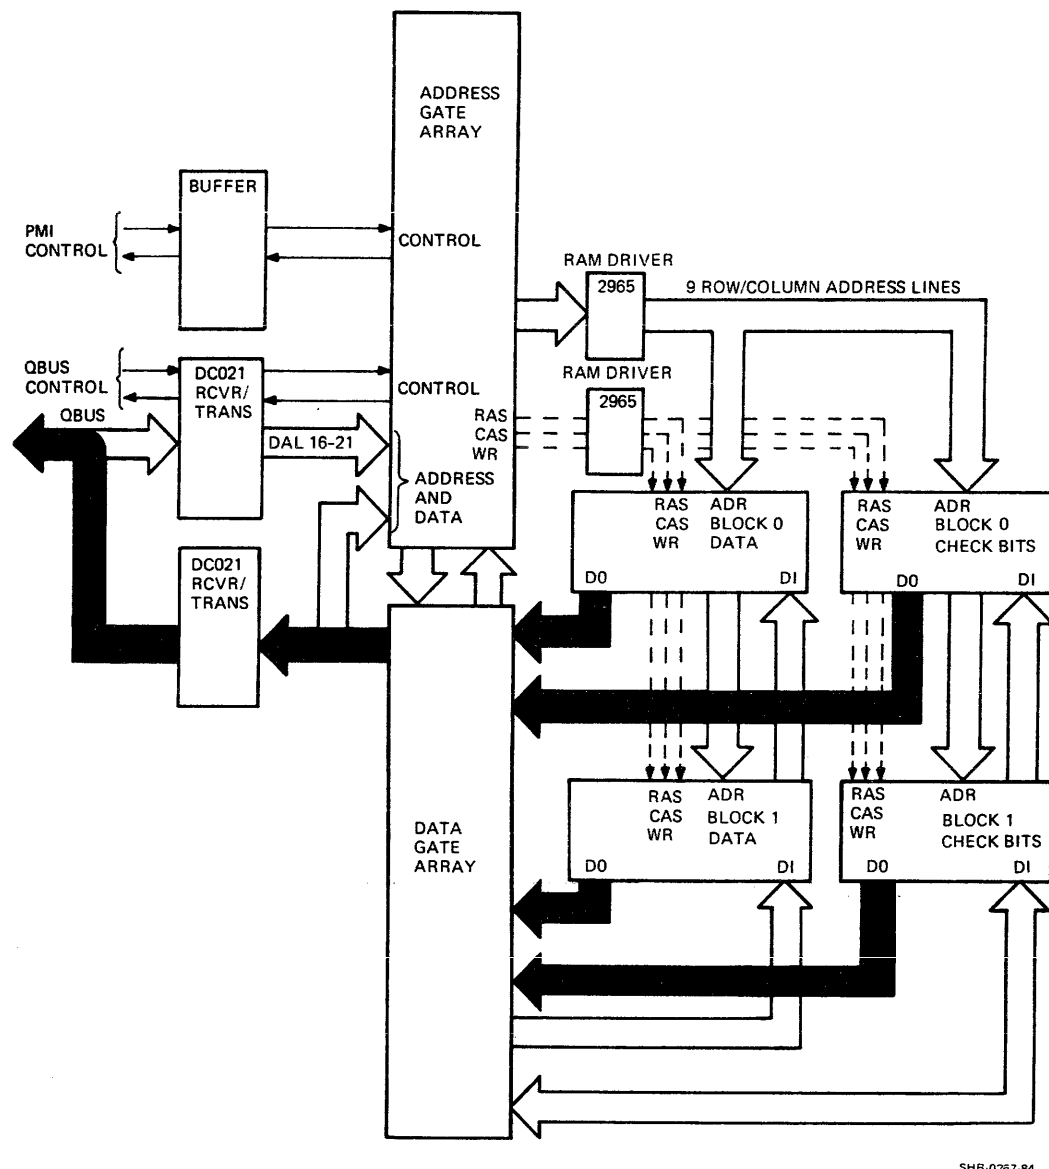 ADDRESS
GATE
ARRAY
BUFFER
PMI
CONTROL
CONTROL
RAM DRIVER
2965
9 ROW/COLUMN ADDRESS LINES
QBUS
CONTROL
DC021
RCVR/
TRANS
CONTROL
RAM DRIVER
2965
QBUS
DAL 16-21
RAS
CAS
WR
ADDRESS
AND
DATA
RAS
CAS
WR
ADR
BLOCK 0
DATA
D0
DI
RAS
CAS
WR
ADR
BLOCK 0
CHECK BITS
D0
DI
DC021
RCVR/
TRANS
DATA
GATE
ARRAY
RAS
CAS
WR
ADR
BLOCK 1
DATA
D0
DI
RAS
CAS
WR
ADR
BLOCK 1
CHECK BITS
D0
DI
SHR-0267-84